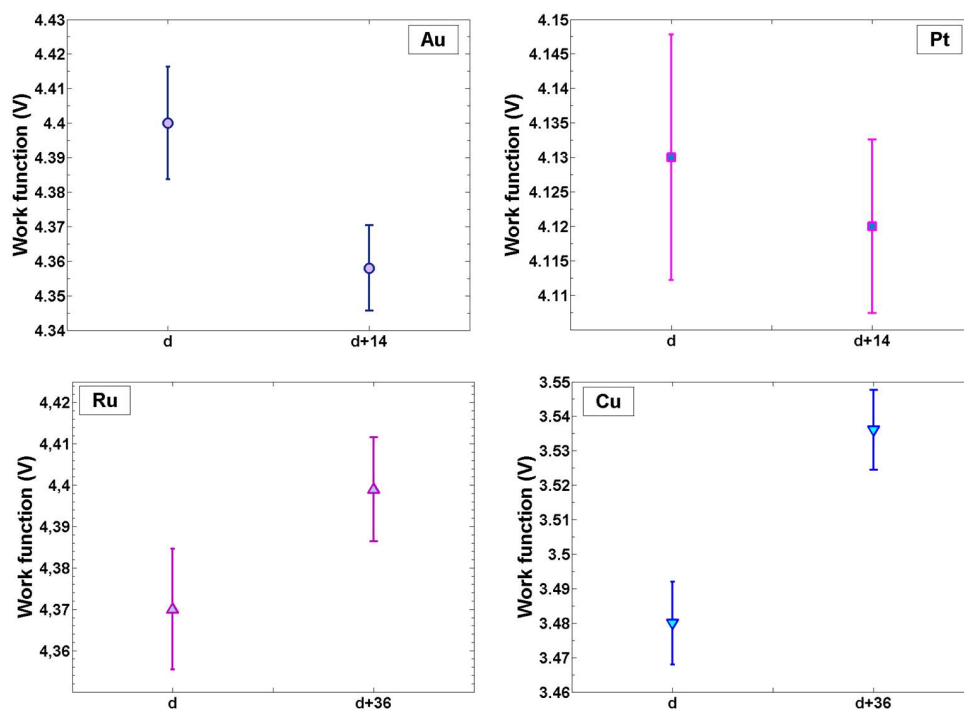 Au
Work function (V)
4.43
4.42
4.41
4.4
4.39
4.38
4.37
4.36
4.35
4.34
d
d+14
Pt
Work function (V)
4.15
4.145
4.14
4.135
4.13
4.125
4.12
4.115
4.11
d
d+14
Ru
Work function (V)
4,42
4,41
4,4
4,39
4,38
4,37
4,36
d
d+36
Cu
Work function (V)
3.55
3.54
3.53
3.52
3.51
3.5
3.49
3.48
3.47
3.46
d
d+36